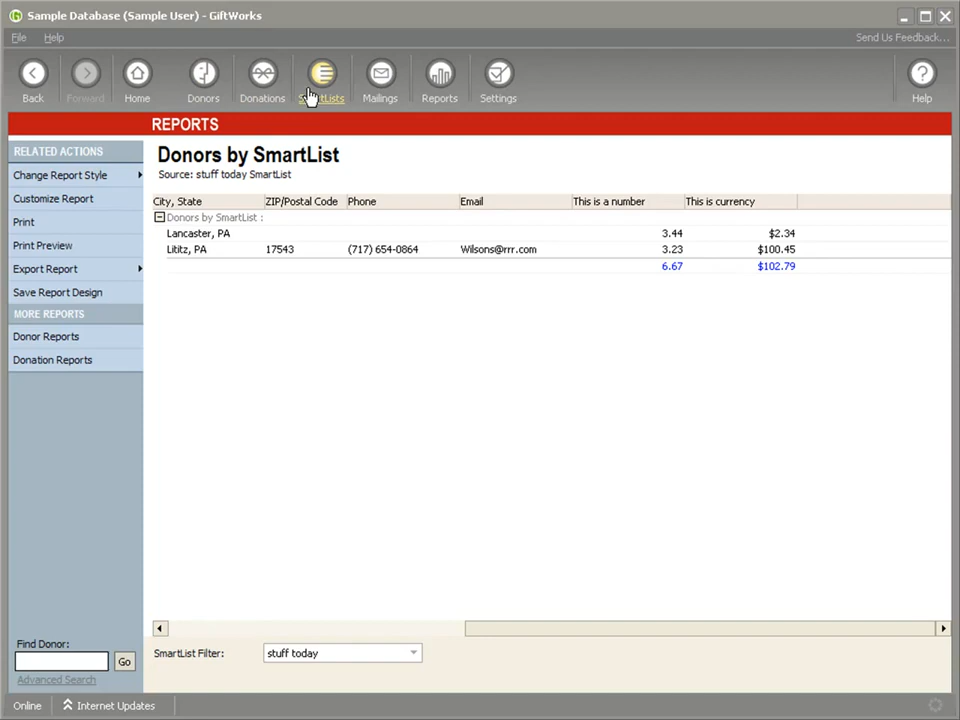 Sample Database (Sample User) - GiftWorks
File Help Send Us Feedback...
Back Forward Home Donors Donations SmartLists Mailings Reports Settings Help
REPORTS
RELATED ACTIONS
Change Report Style
Customize Report
Print
Print Preview
Export Report
Save Report Design
MORE REPORTS
Donor Reports
Donation Reports
Donors by SmartList
Source: stuff today SmartList
City, State ZIP/Postal Code Phone Email This is a number This is currency
Donors by SmartList :
Lancaster, PA 3.44 $2.34
Lititz, PA 17543 (717) 654-0864 Wilsons@rrr.com 3.23 $100.45
6.67 $102.79
Find Donor:
Go
Advanced Search
SmartList Filter: stuff today
Online Internet Updates